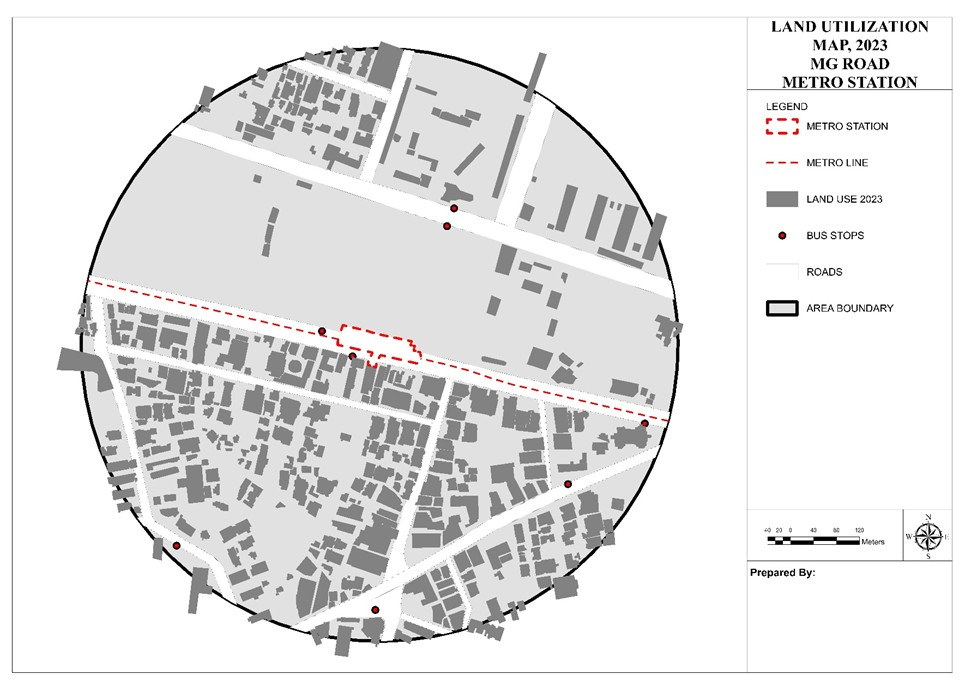 LAND UTILIZATION
MAP, 2023
MG ROAD
METRO STATION
LEGEND
METRO STATION
METRO LINE
LAND USE 2023
BUS STOPS
ROADS
AREA BOUNDARY
40 20 0 40 80 120
Meters
N
W E
S
Prepared By: